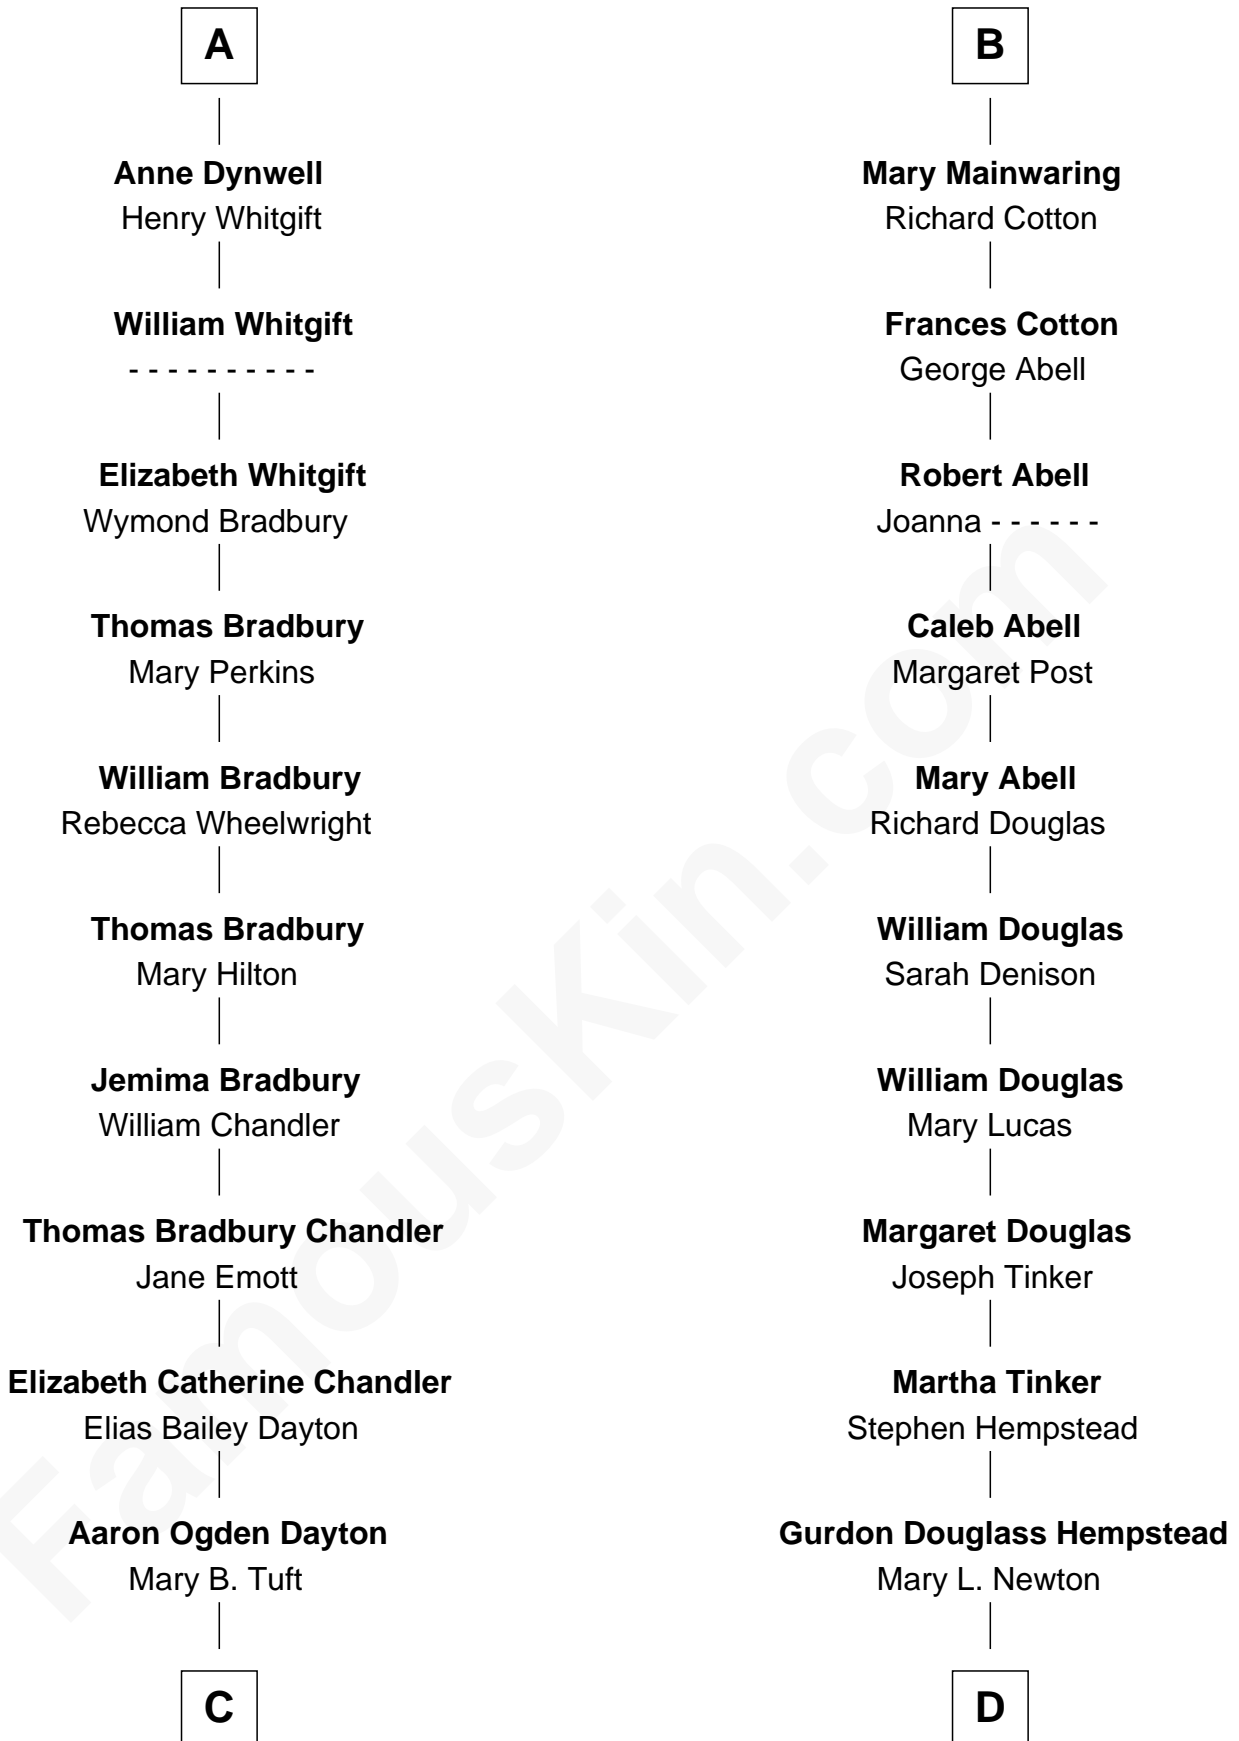 A
Anne Dynwell
Henry Whitgift
William Whitgift
- - - - - - - - - -
Elizabeth Whitgift
Wymond Bradbury
Thomas Bradbury
Mary Perkins
William Bradbury
Rebecca Wheelwright
Thomas Bradbury
Mary Hilton
Jemima Bradbury
William Chandler
Thomas Bradbury Chandler
Jane Emott
Elizabeth Catherine Chandler
Elias Bailey Dayton
Aaron Ogden Dayton
Mary B. Tuft
C
B
Mary Mainwaring
Richard Cotton
Frances Cotton
George Abell
Robert Abell
Joanna - - - - - -
Caleb Abell
Margaret Post
Mary Abell
Richard Douglas
William Douglas
Sarah Denison
William Douglas
Mary Lucas
Margaret Douglas
Joseph Tinker
Martha Tinker
Stephen Hempstead
Gurdon Douglass Hempstead
Mary L. Newton
D
FamousKin.com